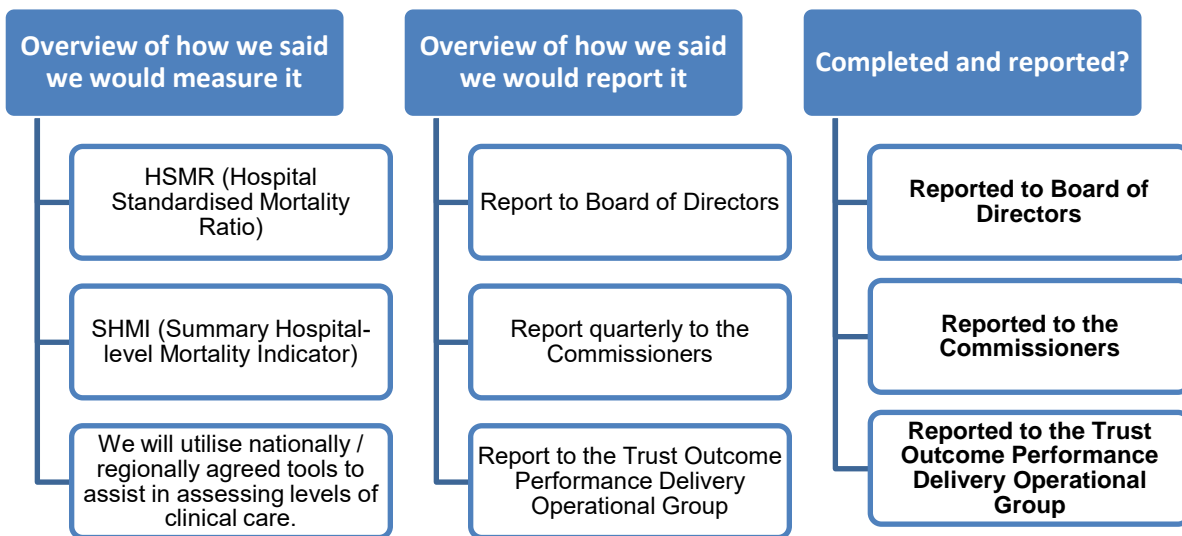 Overview of how we said
we would measure it
HSMR (Hospital
Standardised Mortality
Ratio)
SHMI (Summary Hospital-
level Mortality Indicator)
We will utilise nationally /
regionally agreed tools to
assist in assessing levels of
clinical care.
Overview of how we said
we would report it
Report to Board of Directors
Report quarterly to the
Commissioners
Report to the Trust Outcome
Performance Delivery
Operational Group
Completed and reported?
Reported to Board of
Directors
Reported to the
Commissioners
Reported to the Trust
Outcome Performance
Delivery Operational
Group